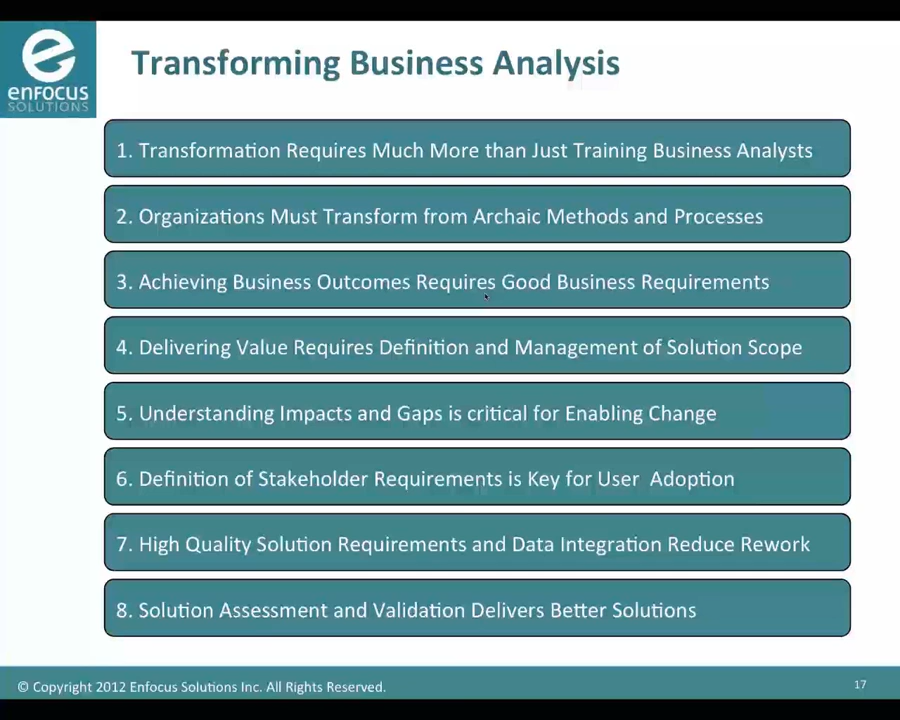 enfocus
SOLUTIONS
Transforming Business Analysis
1. Transformation Requires Much More than Just Training Business Analysts
2. Organizations Must Transform from Archaic Methods and Processes
3. Achieving Business Outcomes Requires Good Business Requirements
4. Delivering Value Requires Definition and Management of Solution Scope
5. Understanding Impacts and Gaps is critical for Enabling Change
6. Definition of Stakeholder Requirements is Key for User  Adoption
7. High Quality Solution Requirements and Data Integration Reduce Rework
8. Solution Assessment and Validation Delivers Better Solutions
© Copyright 2012 Enfocus Solutions Inc. All Rights Reserved.
17